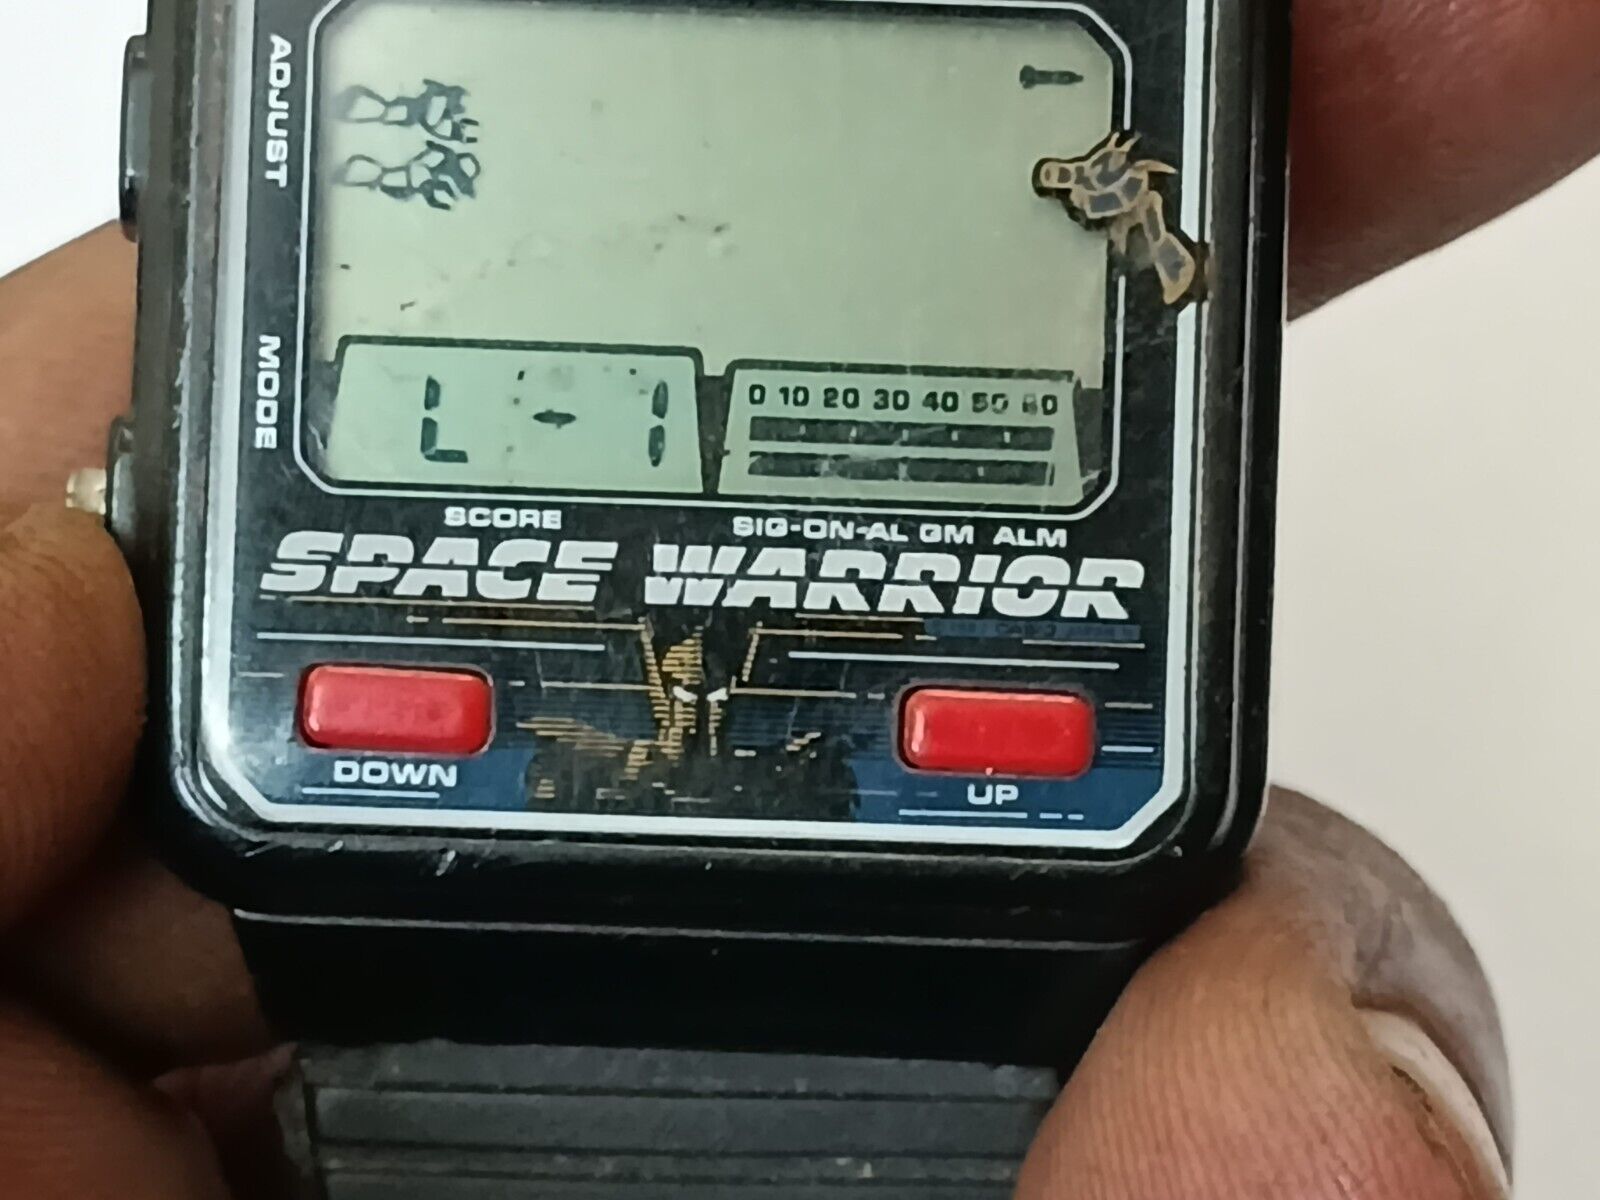 ADJUST
MODE
L-1
0 10 20 30 40 50 60
SCORE
SIG-ON-AL GM ALM
SPACE WARRIOR
DOWN
UP